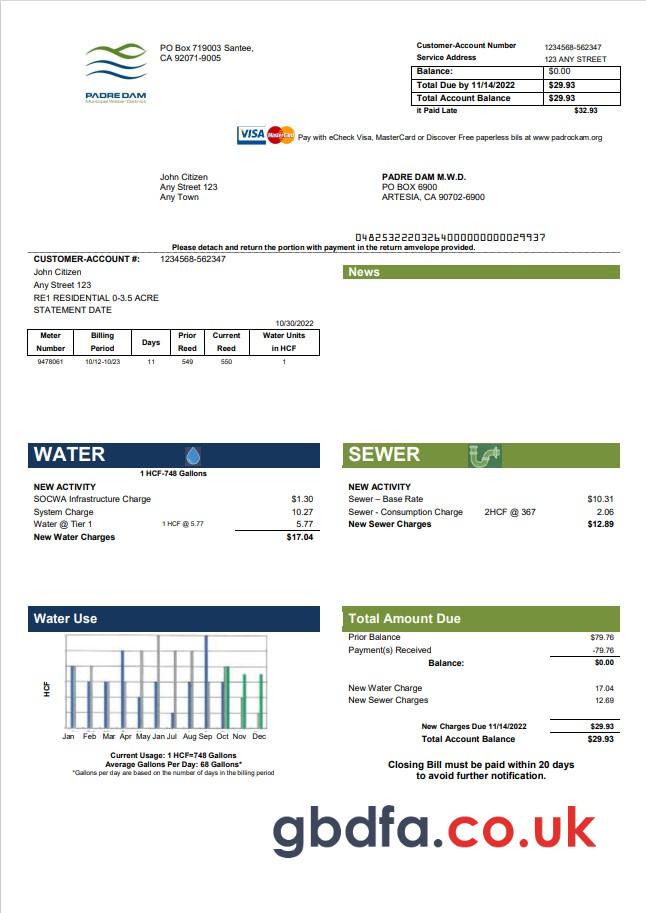 PADRE DAM
Municipal Water District
PO Box 719003 Santee,
CA 92071-9005
Customer-Account Number 1234568-562347
Service Address 123 ANY STREET
Balance: $0.00
Total Due by 11/14/2022 $29.93
Total Account Balance $29.93
it Paid Late $32.93
VISA MasterCard Pay with eCheck Visa, MasterCard or Discover Free paperless bils at www.padrockam.org
John Citizen
Any Street 123
Any Town
PADRE DAM M.W.D.
PO BOX 6900
ARTESIA, CA 90702-6900
Please detach and return the portion with payment in the return amvelope provided.
CUSTOMER-ACCOUNT #: 1234568-562347
John Citizen
Any Street 123
RE1 RESIDENTIAL 0-3.5 ACRE
STATEMENT DATE
10/30/2022
News
Meter Number Billing Period Days Prior Reed Current Reed Water Units in HCF
9478061 10/12-10/23 11 549 550 1
WATER
1 HCF-748 Gallons
NEW ACTIVITY
SOCWA Infrastructure Charge $1.30
System Charge 10.27
Water @ Tier 1 1 HCF @ 5.77 5.77
New Water Charges $17.04
SEWER
NEW ACTIVITY
Sewer – Base Rate $10.31
Sewer - Consumption Charge 2HCF @ 367 2.06
New Sewer Charges $12.89
Water Use
HCF
Jan Feb Mar Apr May Jan Jul Aug Sep Oct Nov Dec
Current Usage: 1 HCF=748 Gallons
Average Gallons Per Day: 68 Gallons*
*Gallons per day are based on the number of days in the billing period
Total Amount Due
Prior Balance $79.76
Payment(s) Received -79.76
Balance: $0.00
New Water Charge 17.04
New Sewer Charges 12.69
New Charges Due 11/14/2022 $29.93
Total Account Balance $29.93
Closing Bill must be paid within 20 days
to avoid further notification.
gbdfa.co.uk